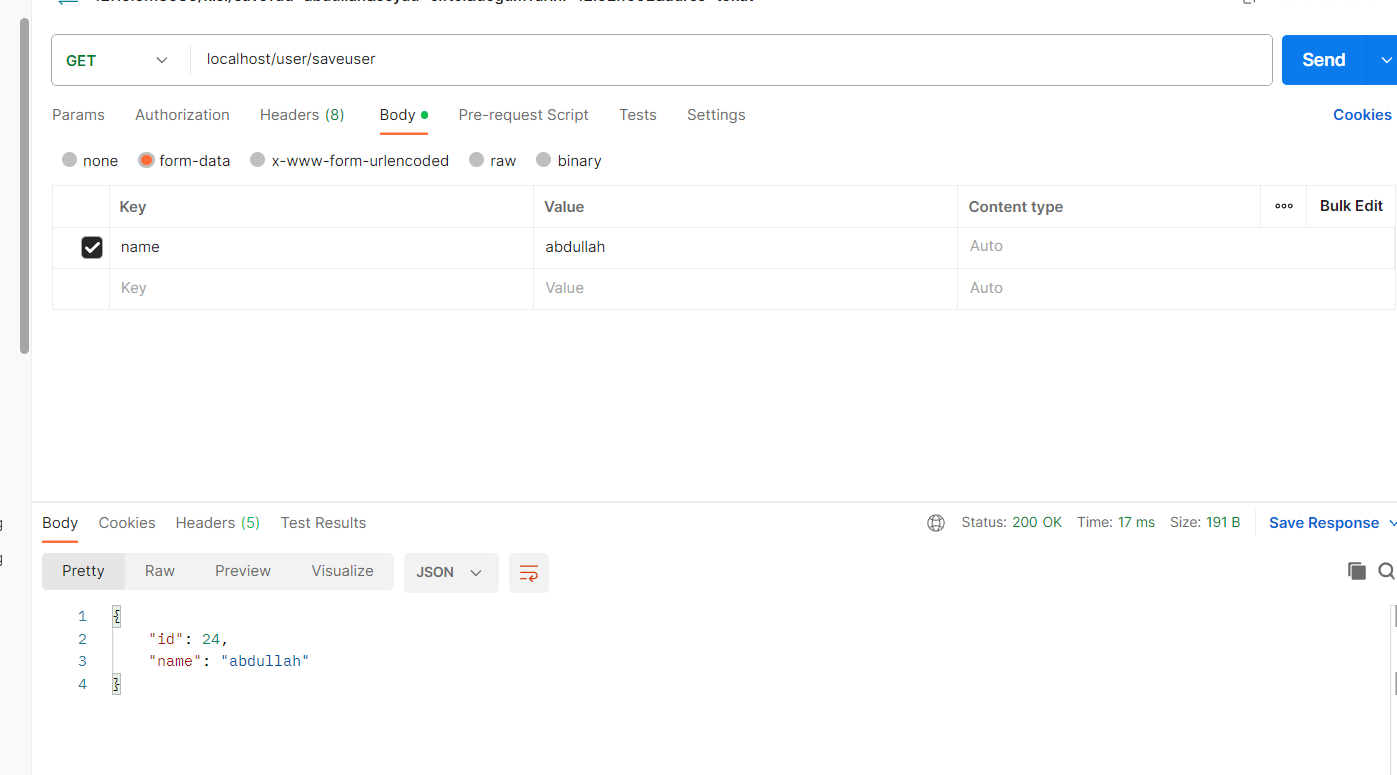 GET localhost/user/saveuser Send
Params Authorization Headers (8) Body Pre-request Script Tests Settings Cookies
none form-data x-www-form-urlencoded raw binary
Key Value Content type Bulk Edit
name abdullah Auto
Key Value Auto
Body Cookies Headers (5) Test Results Status: 200 OK Time: 17 ms Size: 191 B Save Response
Pretty Raw Preview Visualize JSON
1 {
2 "id": 24,
3 "name": "abdullah"
4 }